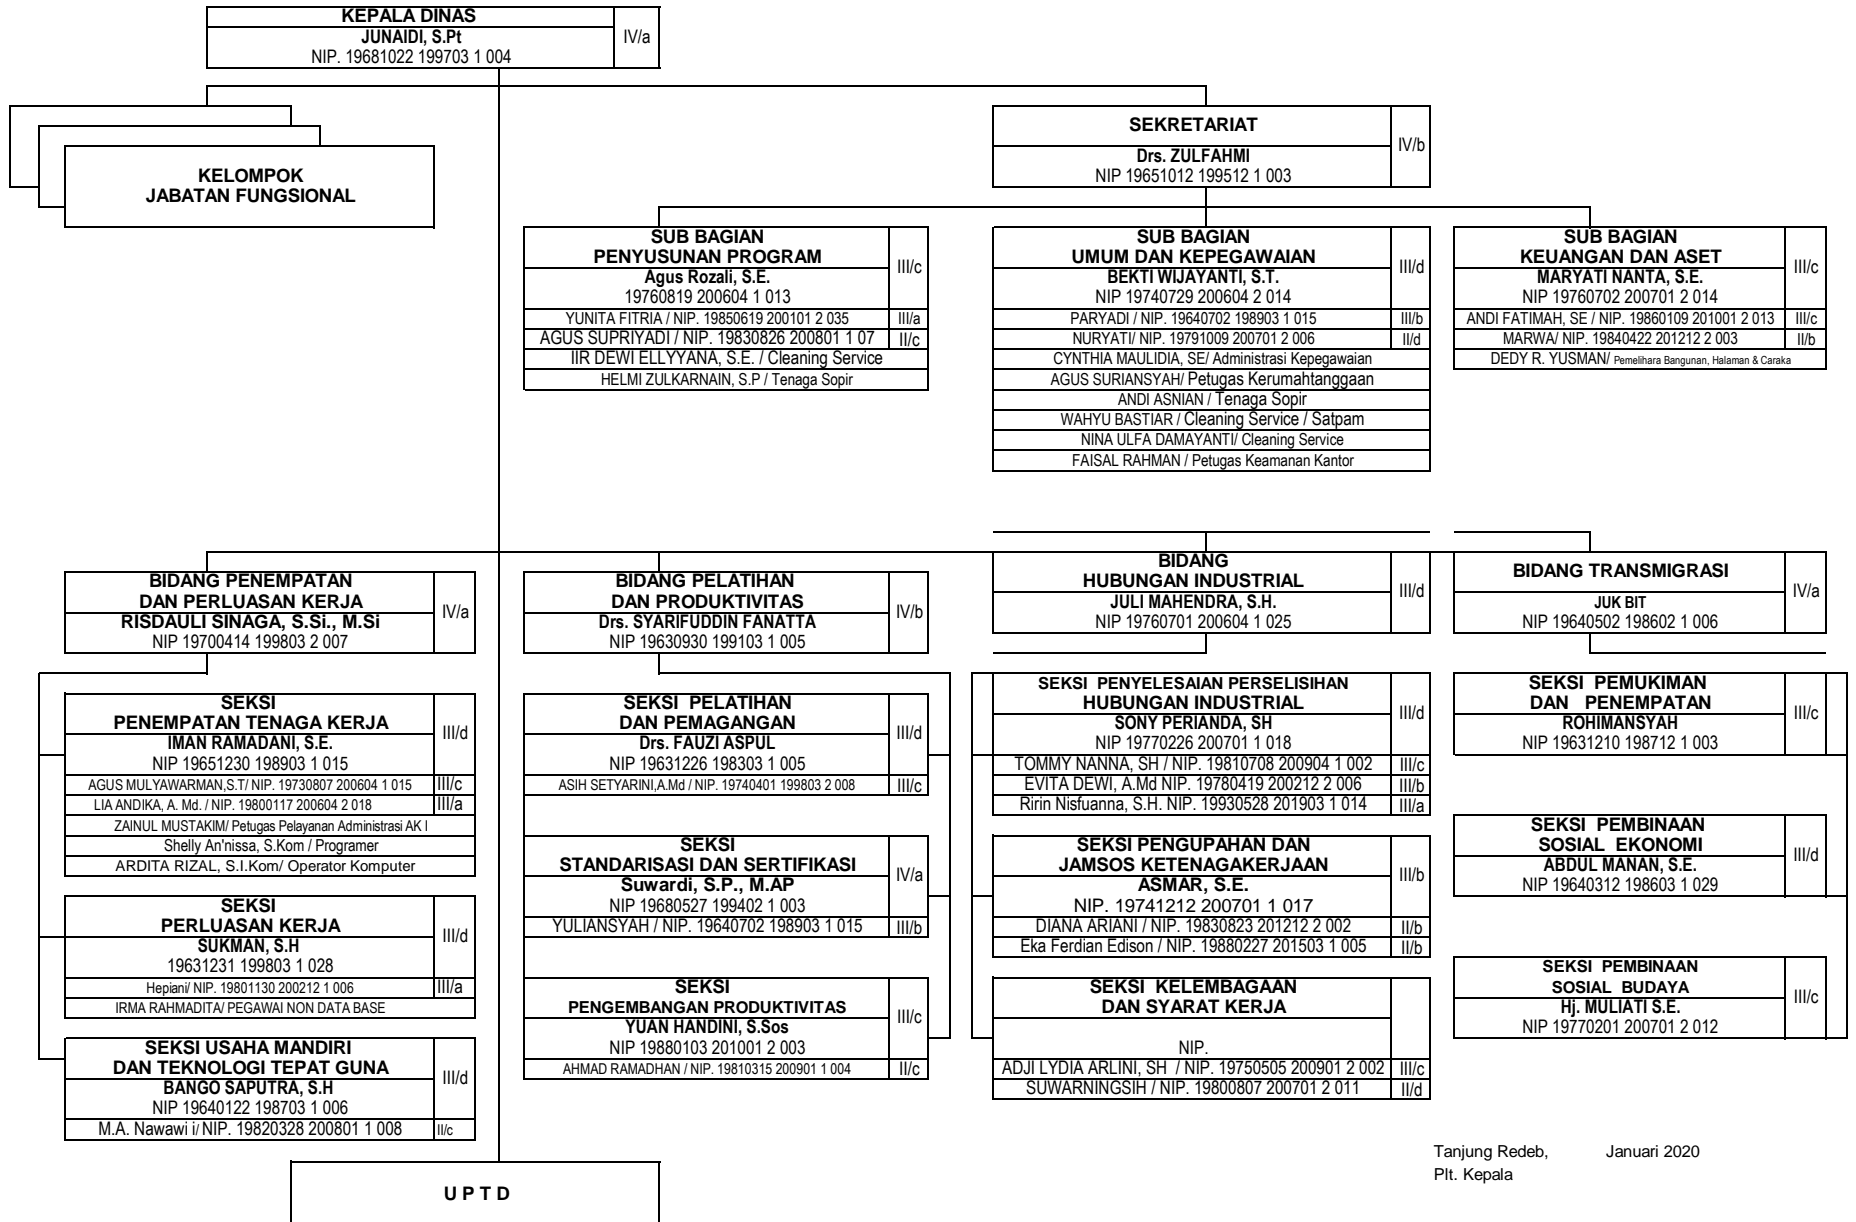 KEPALA DINAS
JUNAIDI, S.Pt
NIP. 19681022 199703 1 004
IV/a
KELOMPOK
JABATAN FUNGSIONAL
SEKRETARIAT
Drs. ZULFAHMI
NIP 19651012 199512 1 003
IV/b
SUB BAGIAN
PENYUSUNAN PROGRAM
Agus Rozali, S.E.
19760819 200604 1 013
III/c
YUNITA FITRIA / NIP. 19850619 200101 2 035 III/a
AGUS SUPRIYADI / NIP. 19830826 200801 1 07 II/c
IIR DEWI ELLYYANA, S.E. / Cleaning Service
HELMI ZULKARNAIN, S.P / Tenaga Sopir
SUB BAGIAN
UMUM DAN KEPEGAWAIAN
BEKTI WIJAYANTI, S.T.
NIP 19740729 200604 2 014
III/d
PARYADI / NIP. 19640702 198903 1 015 III/b
NURYATI/ NIP. 19791009 200701 2 006 II/d
CYNTHIA MAULIDIA, SE/ Administrasi Kepegawaian
AGUS SURIANSYAH/ Petugas Kerumahtanggaan
ANDI ASNIAN / Tenaga Sopir
WAHYU BASTIAR / Cleaning Service / Satpam
NINA ULFA DAMAYANTI/ Cleaning Service
FAISAL RAHMAN / Petugas Keamanan Kantor
SUB BAGIAN
KEUANGAN DAN ASET
MARYATI NANTA, S.E.
NIP 19760702 200701 2 014
III/c
ANDI FATIMAH, SE / NIP. 19860109 201001 2 013 III/c
MARWA/ NIP. 19840422 201212 2 003 II/b
DEDY R. YUSMAN/ Pemelihara Bangunan, Halaman & Caraka
BIDANG PENEMPATAN
DAN PERLUASAN KERJA
RISDAULI SINAGA, S.Si., M.Si
NIP 19700414 199803 2 007
IV/a
SEKSI
PENEMPATAN TENAGA KERJA
IMAN RAMADANI, S.E.
NIP 19651230 198903 1 015
III/d
AGUS MULYAWARMAN,S.T/ NIP. 19730807 200604 1 015 III/c
LIA ANDIKA, A. Md. / NIP. 19800117 200604 2 018 III/a
ZAINUL MUSTAKIM/ Petugas Pelayanan Administrasi AK I
Shelly An'nissa, S.Kom / Programer
ARDITA RIZAL, S.I.Kom/ Operator Komputer
SEKSI
PERLUASAN KERJA
SUKMAN, S.H
19631231 199803 1 028
III/d
Hepiani/ NIP. 19801130 200212 1 006 III/a
IRMA RAHMADITA/ PEGAWAI NON DATA BASE
SEKSI USAHA MANDIRI
DAN TEKNOLOGI TEPAT GUNA
BANGO SAPUTRA, S.H
NIP 19640122 198703 1 006
III/d
M.A. Nawawi i/ NIP. 19820328 200801 1 008 II/c
BIDANG PELATIHAN
DAN PRODUKTIVITAS
Drs. SYARIFUDDIN FANATTA
NIP 19630930 199103 1 005
IV/b
SEKSI PELATIHAN
DAN PEMAGANGAN
Drs. FAUZI ASPUL
NIP 19631226 198303 1 005
III/d
ASIH SETYARINI,A.Md / NIP. 19740401 199803 2 008 III/c
SEKSI
STANDARISASI DAN SERTIFIKASI
Suwardi, S.P., M.AP
NIP 19680527 199402 1 003
IV/a
YULIANSYAH / NIP. 19640702 198903 1 015 III/b
SEKSI
PENGEMBANGAN PRODUKTIVITAS
YUAN HANDINI, S.Sos
NIP 19880103 201001 2 003
III/c
AHMAD RAMADHAN / NIP. 19810315 200901 1 004 II/c
BIDANG
HUBUNGAN INDUSTRIAL
JULI MAHENDRA, S.H.
NIP 19760701 200604 1 025
III/d
SEKSI PENYELESAIAN PERSELISIHAN
HUBUNGAN INDUSTRIAL
SONY PERIANDA, SH
NIP 19770226 200701 1 018
III/d
TOMMY NANNA, SH / NIP. 19810708 200904 1 002 III/c
EVITA DEWI, A.Md NIP. 19780419 200212 2 006 III/b
Ririn Nisfuanna, S.H. NIP. 19930528 201903 1 014 III/a
SEKSI PENGUPAHAN DAN
JAMSOS KETENAGAKERJAAN
ASMAR, S.E.
NIP. 19741212 200701 1 017
III/b
DIANA ARIANI / NIP. 19830823 201212 2 002 II/b
Eka Ferdian Edison / NIP. 19880227 201503 1 005 II/b
SEKSI KELEMBAGAAN
DAN SYARAT KERJA
NIP.
ADJI LYDIA ARLINI, SH / NIP. 19750505 200901 2 002 III/c
SUWARNINGSIH / NIP. 19800807 200701 2 011 II/d
BIDANG TRANSMIGRASI
JUK BIT
NIP 19640502 198602 1 006
IV/a
SEKSI PEMUKIMAN
DAN PENEMPATAN
ROHIMANSYAH
NIP 19631210 198712 1 003
III/c
SEKSI PEMBINAAN
SOSIAL EKONOMI
ABDUL MANAN, S.E.
NIP 19640312 198603 1 029
III/d
SEKSI PEMBINAAN
SOSIAL BUDAYA
Hj. MULIATI S.E.
NIP 19770201 200701 2 012
III/c
U P T D
Tanjung Redeb, Januari 2020
Plt. Kepala